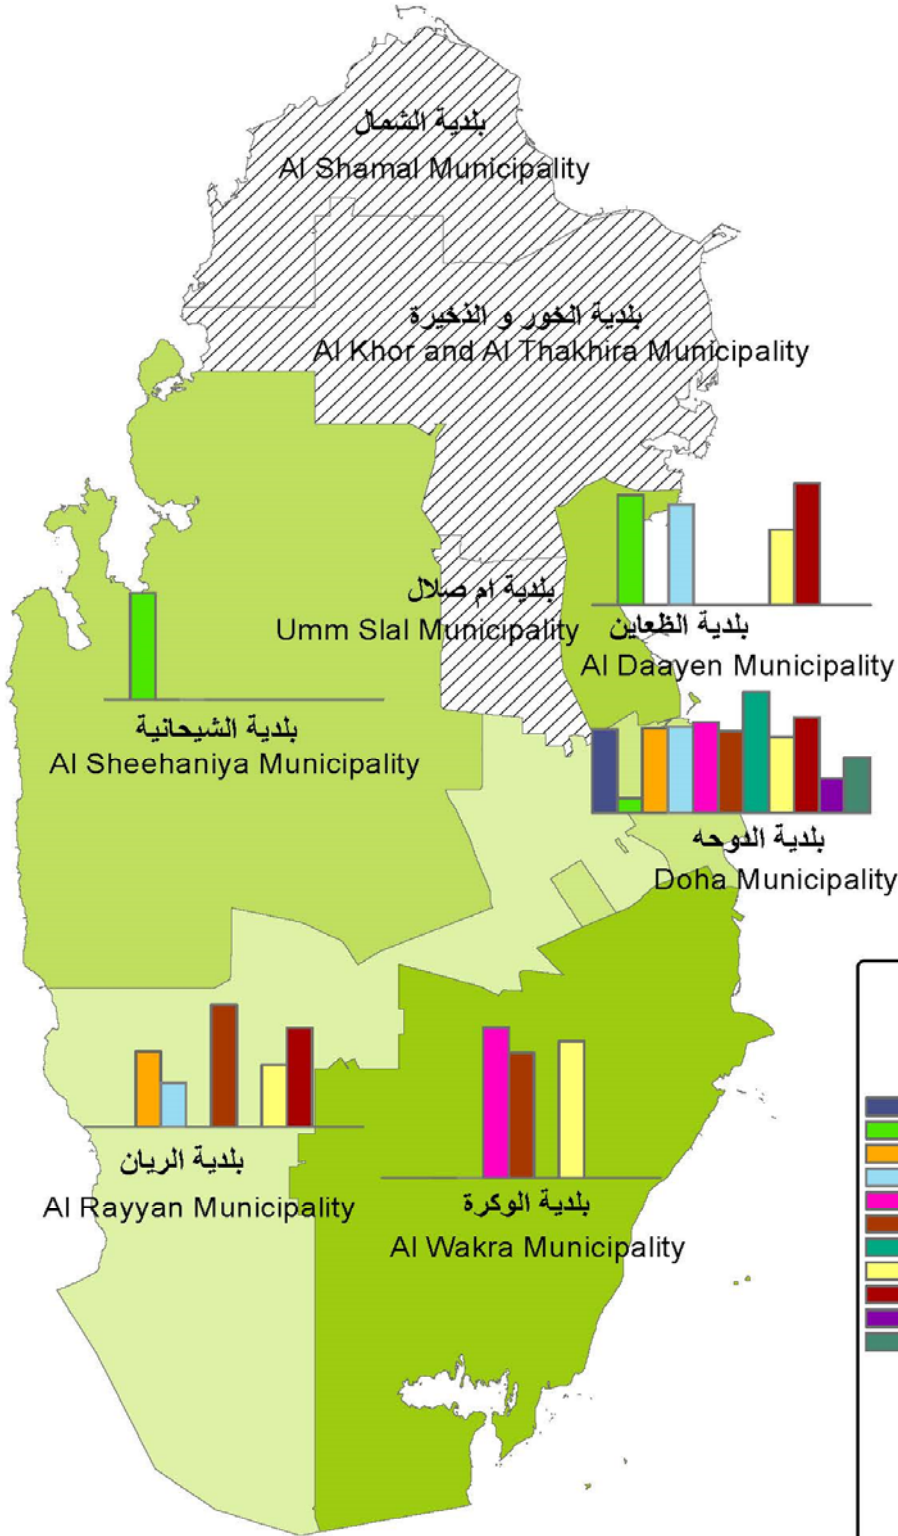 بلدية الشمال
Al Shamal Municipality
بلدية الخور و الذخيرة
Al Khor and Al Thakhira Municipality
بلدية ام صلال
Umm Slal Municipality
بلدية الظعاين
Al Daayen Municipality
بلدية الشيحانية
Al Sheehaniya Municipality
بلدية الدوحه
Doha Municipality
بلدية الريان
Al Rayyan Municipality
بلدية الوكرة
Al Wakra Municipality